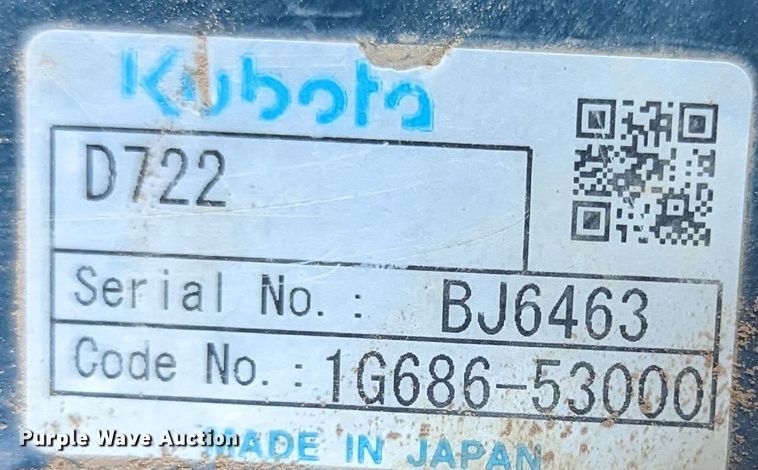 Kubota
D722
Serial No.: BJ6463
Code No.: 1G686-53000
MADE IN JAPAN
Purple Wave Auction